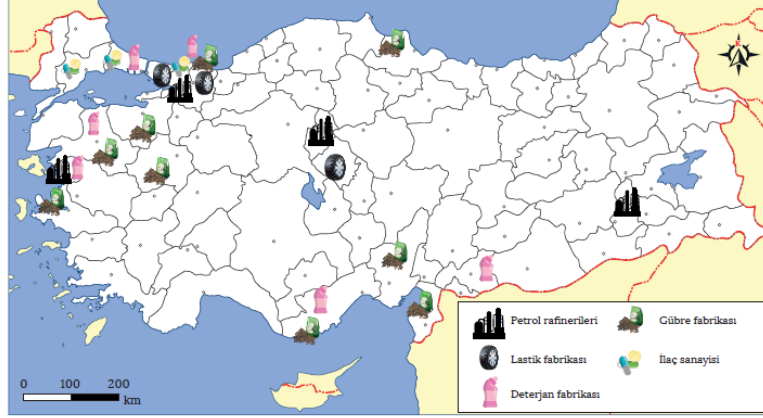 K
Petrol rafinerileri
Gübre fabrikası
Lastik fabrikası
İlaç sanayisi
Deterjan fabrikası
0 100 200
km